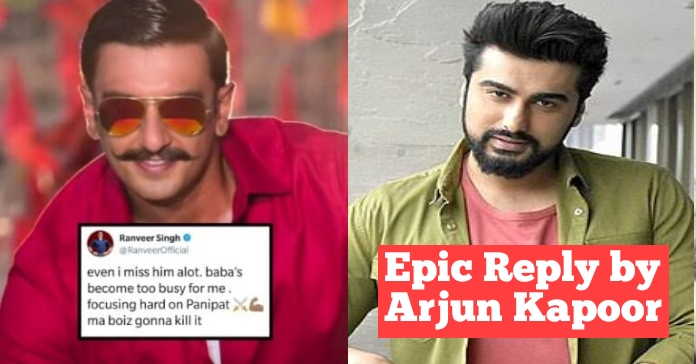 Ranveer Singh
@RanveerOfficial
even i miss him alot. baba's
become too busy for me .
focusing hard on Panipat ⚔️💪🏾
ma boiz gonna kill it
Epic Reply by
Arjun Kapoor